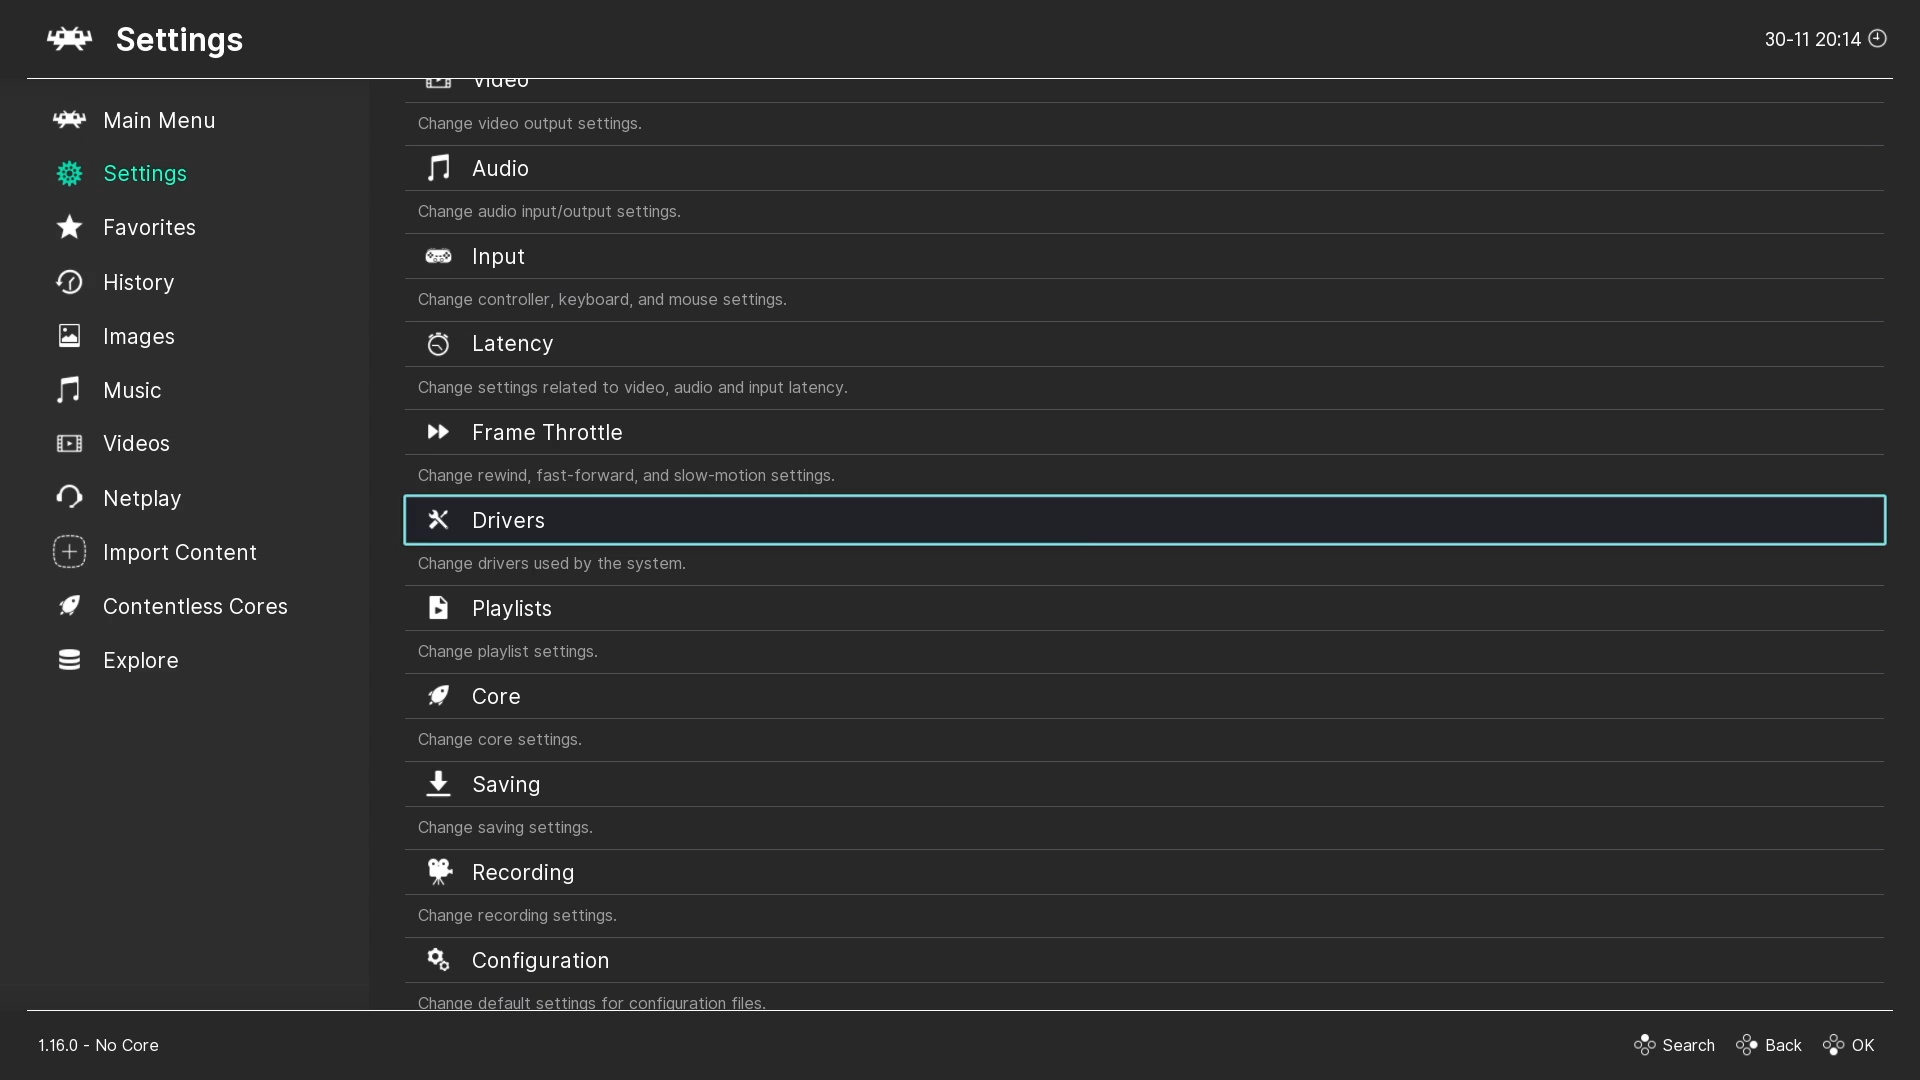 Settings
30-11 20:14
Main Menu
Settings
Favorites
History
Images
Music
Videos
Netplay
Import Content
Contentless Cores
Explore
Video
Change video output settings.
Audio
Change audio input/output settings.
Input
Change controller, keyboard, and mouse settings.
Latency
Change settings related to video, audio and input latency.
Frame Throttle
Change rewind, fast-forward, and slow-motion settings.
Drivers
Change drivers used by the system.
Playlists
Change playlist settings.
Core
Change core settings.
Saving
Change saving settings.
Recording
Change recording settings.
Configuration
Change default settings for configuration files.
1.16.0 - No Core
Search Back OK